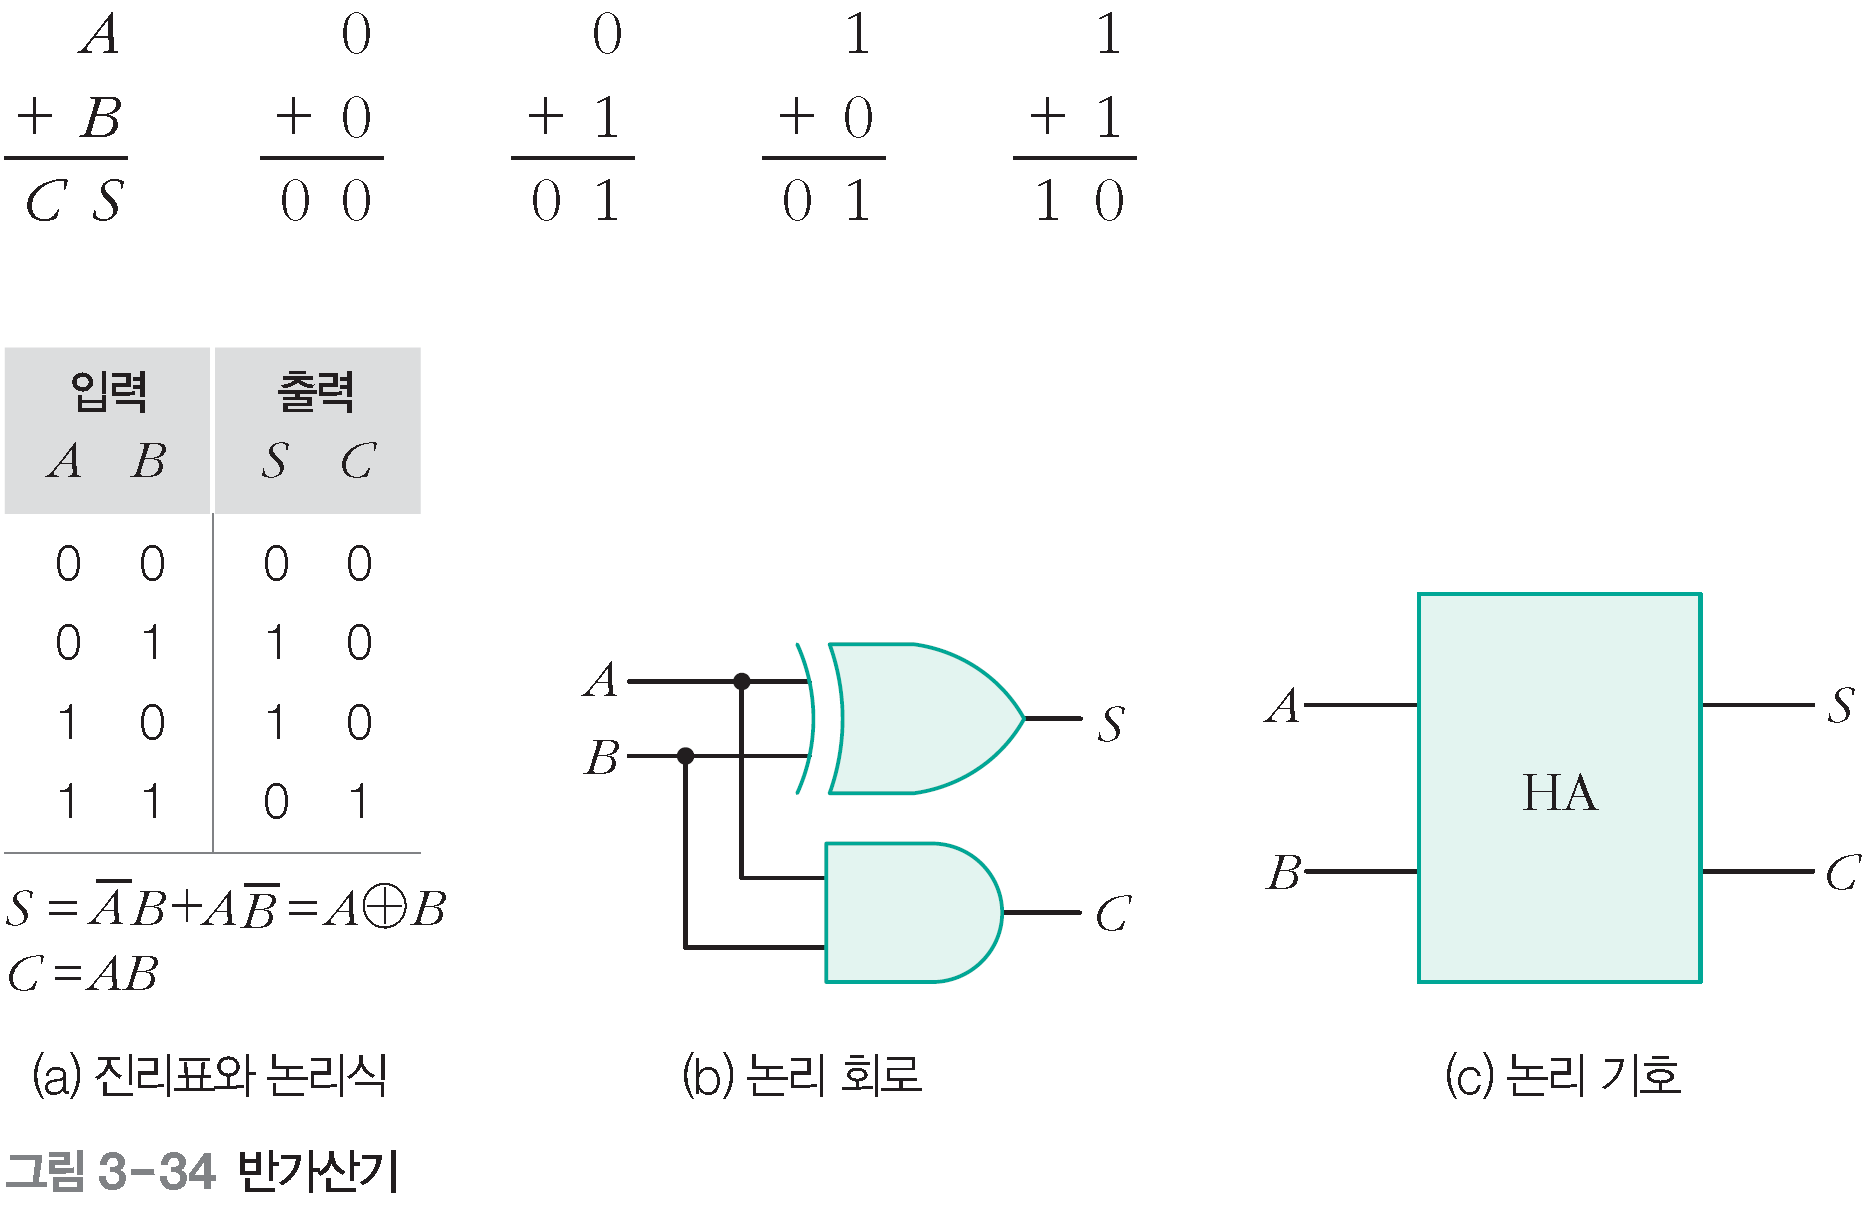 A 0 0 1 1
+ B + 0 + 1 + 0 + 1
C S 0 0 0 1 0 1 1 0
입력 출력
A B S C
0 0 0 0
0 1 1 0
1 0 1 0
1 1 0 1
S = A̅B+AB̅=A⊕B
C=AB
(a) 진리표와 논리식
A
B
S
C
(b) 논리 회로
A
B
HA
S
C
(c) 논리 기호
그림 3-34 반가산기